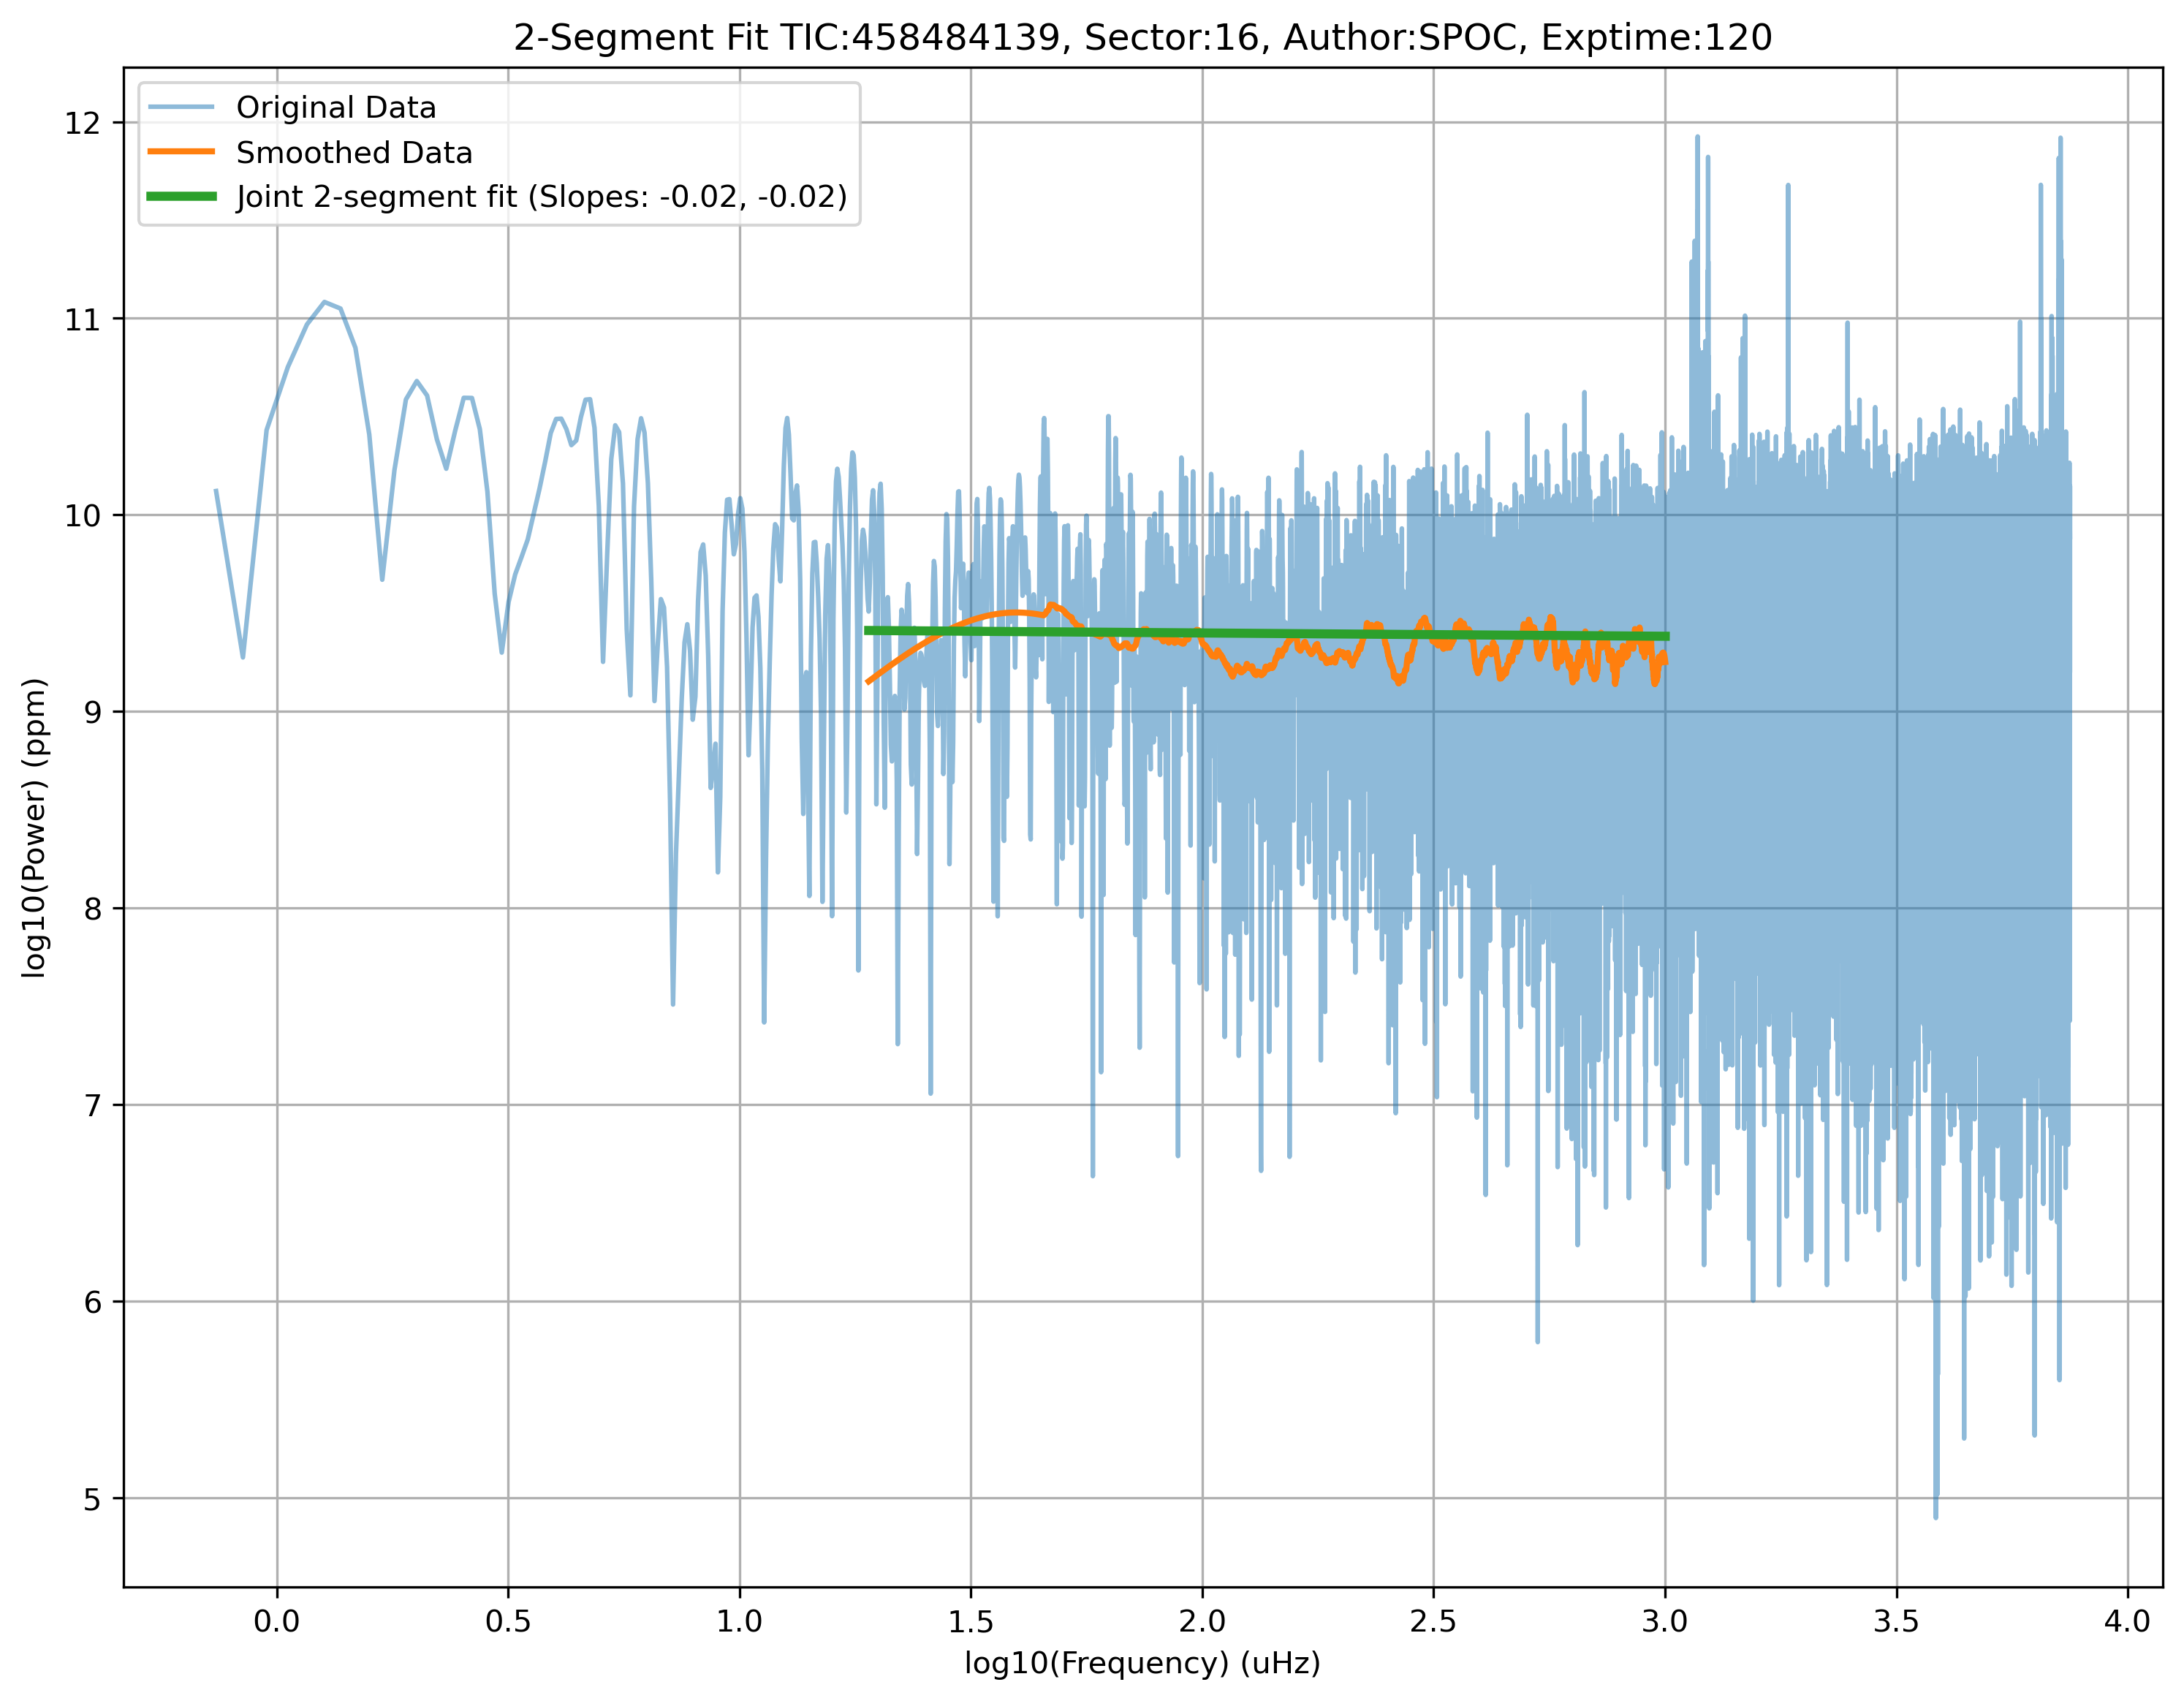 2-Segment Fit TIC:458484139, Sector:16, Author:SPOC, Exptime:120
Original Data
Smoothed Data
Joint 2-segment fit (Slopes: -0.02, -0.02)
12
11
10
9
8
7
6
5
log10(Power) (ppm)
0.0 0.5 1.0 1.5 2.0 2.5 3.0 3.5 4.0
log10(Frequency) (uHz)